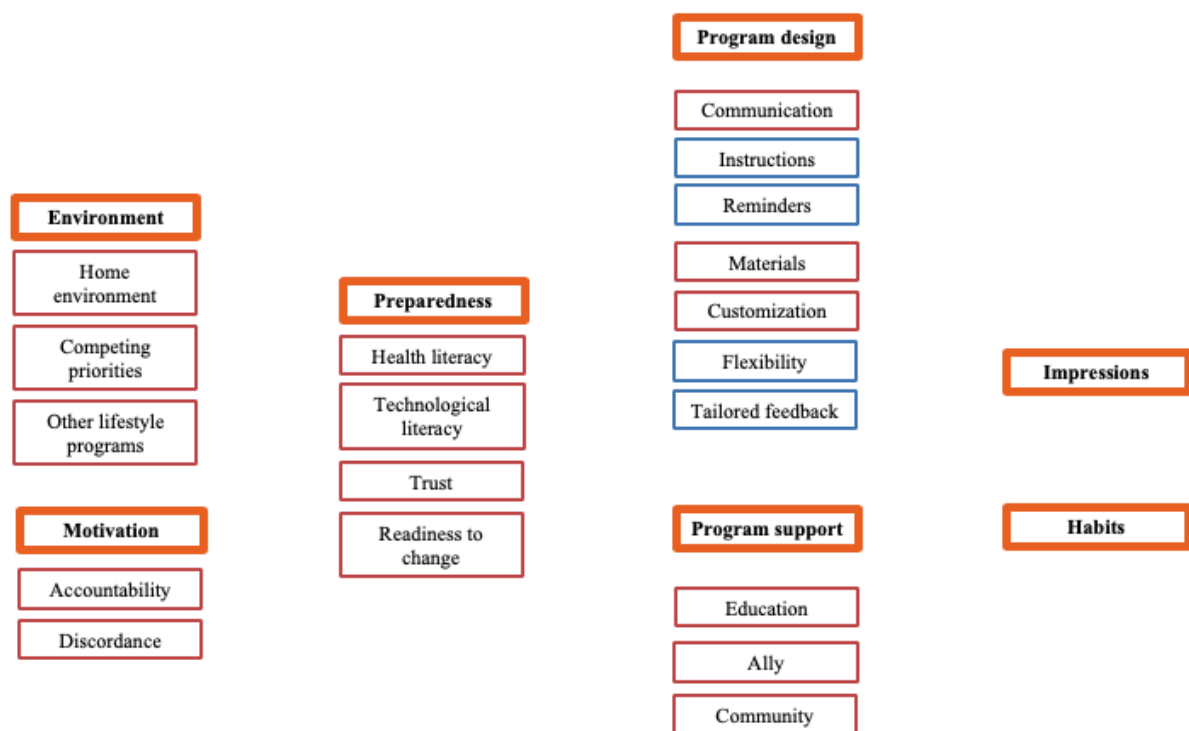 Environment
Home
environment
Competing
priorities
Other lifestyle
programs
Motivation
Accountability
Discordance
Preparedness
Health literacy
Technological
literacy
Trust
Readiness to
change
Program design
Communication
Instructions
Reminders
Materials
Customization
Flexibility
Tailored feedback
Program support
Education
Ally
Community
Impressions
Habits